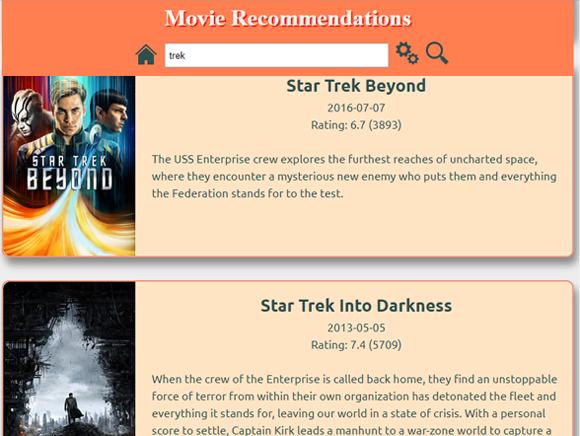 Movie Recommendations
trek
STAR TREK
BEYOND
Star Trek Beyond
2016-07-07
Rating: 6.7 (3893)
The USS Enterprise crew explores the furthest reaches of uncharted space,
where they encounter a mysterious new enemy who puts them and everything
the Federation stands for to the test.
Star Trek Into Darkness
2013-05-05
Rating: 7.4 (5709)
When the crew of the Enterprise is called back home, they find an unstoppable
force of terror from within their own organization has detonated the fleet and
everything it stands for, leaving our world in a state of crisis. With a personal
score to settle, Captain Kirk leads a manhunt to a war-zone world to capture a